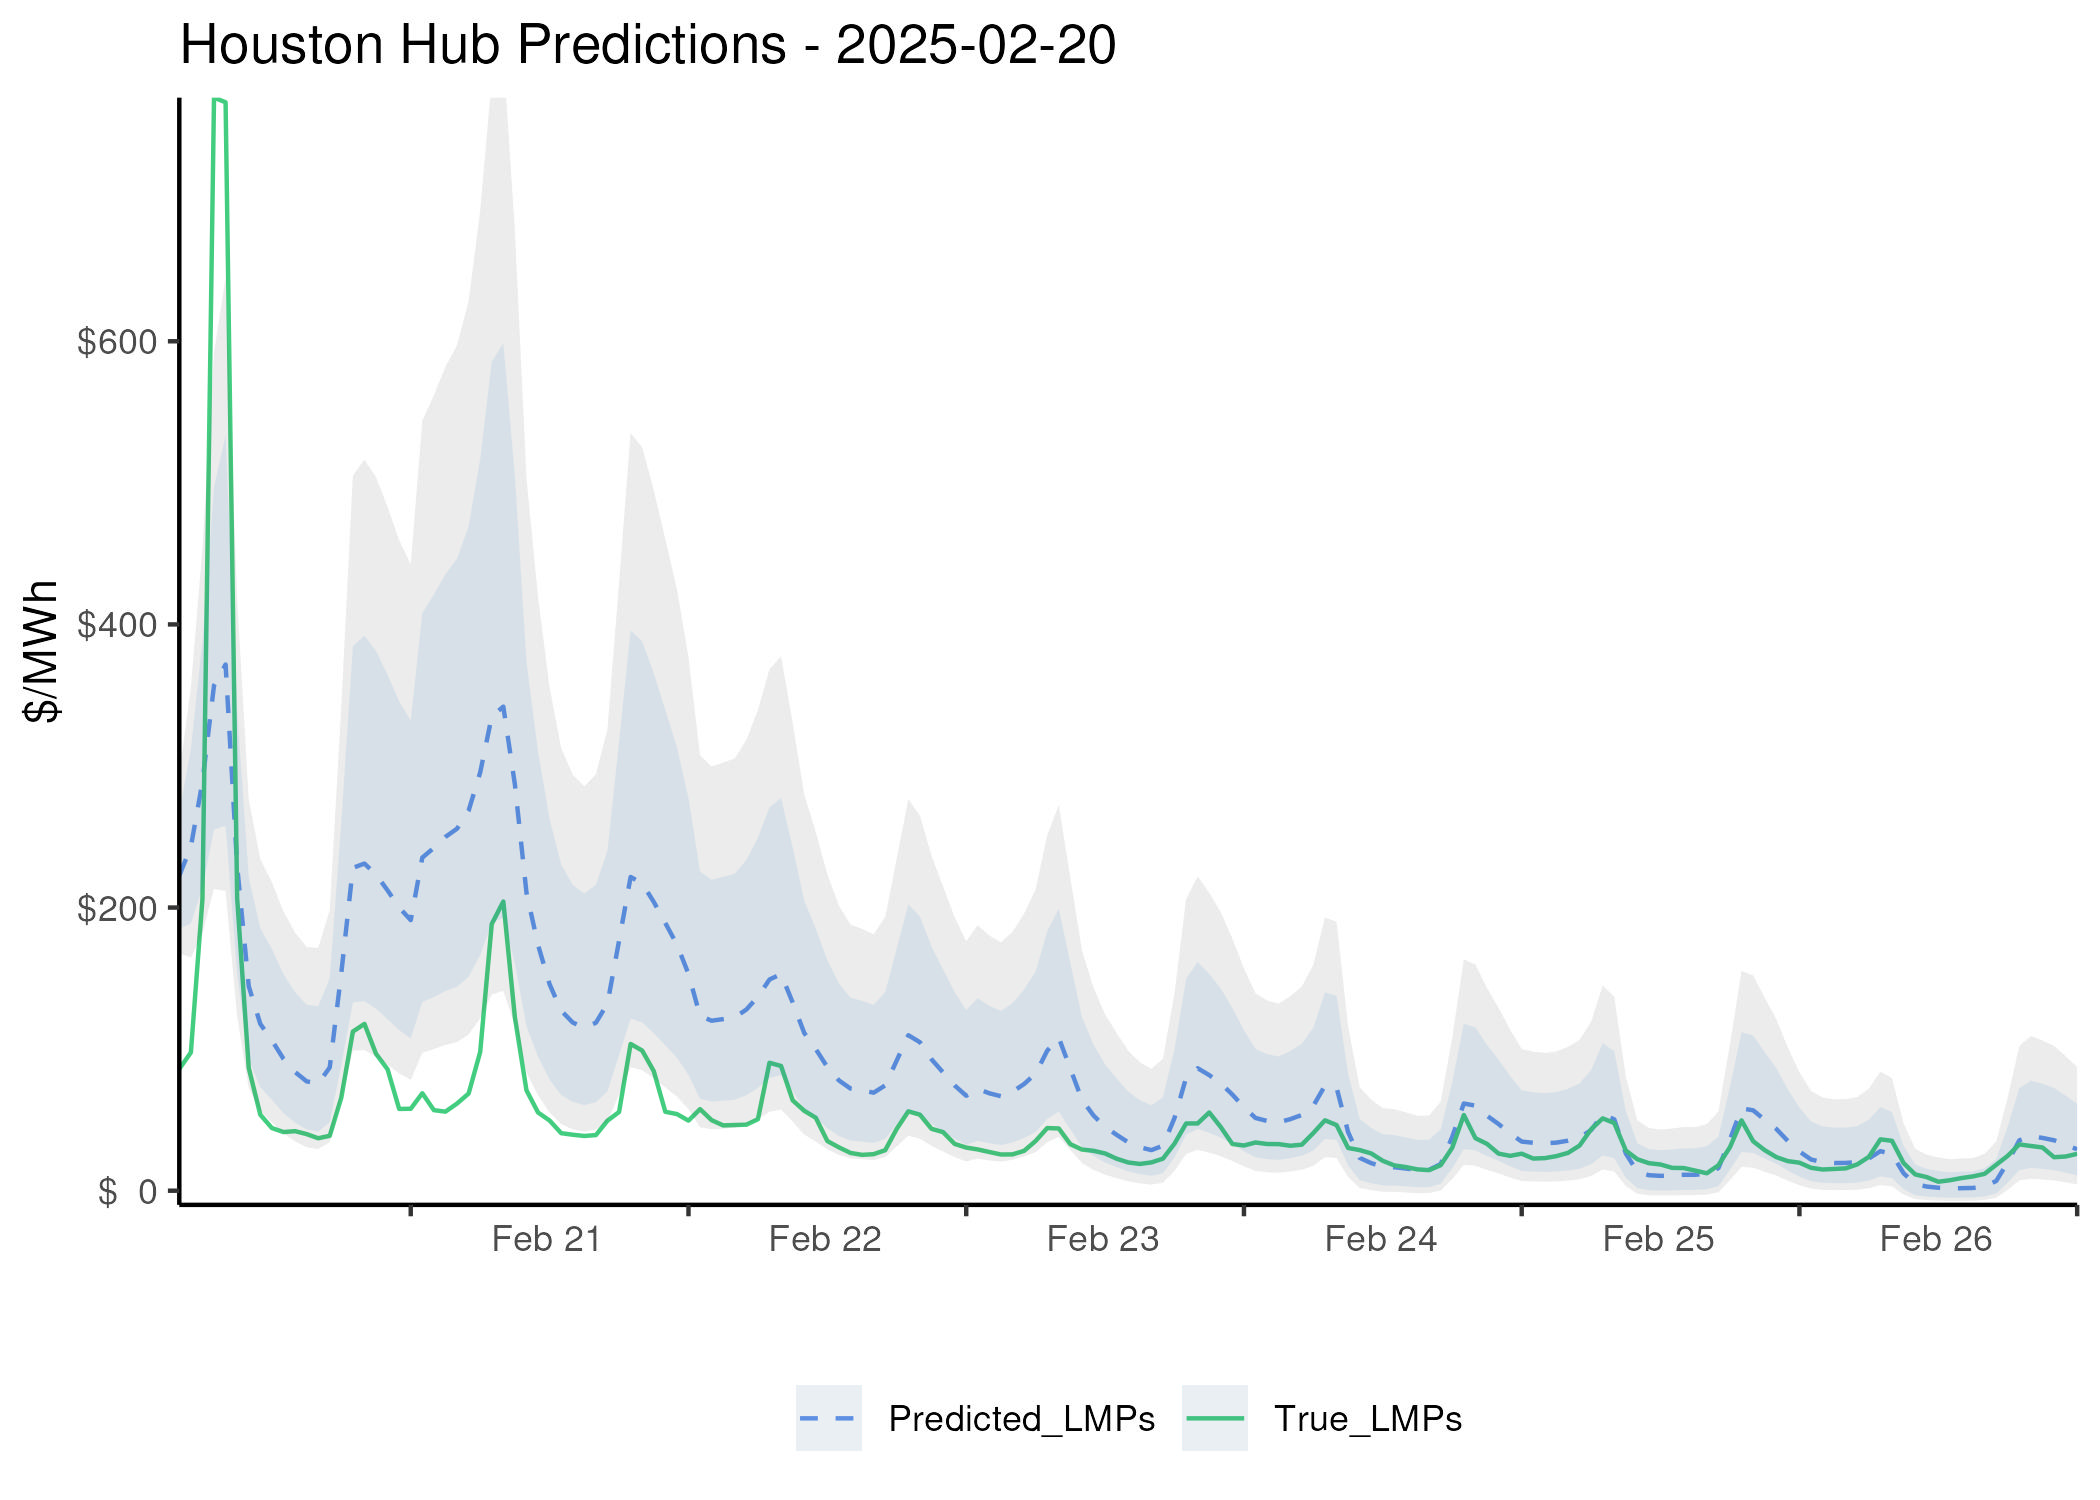 Houston Hub Predictions - 2025-02-20
$/MWh
$600
$400
$200
$ 0
Feb 21 Feb 22 Feb 23 Feb 24 Feb 25 Feb 26
Predicted_LMPs True_LMPs